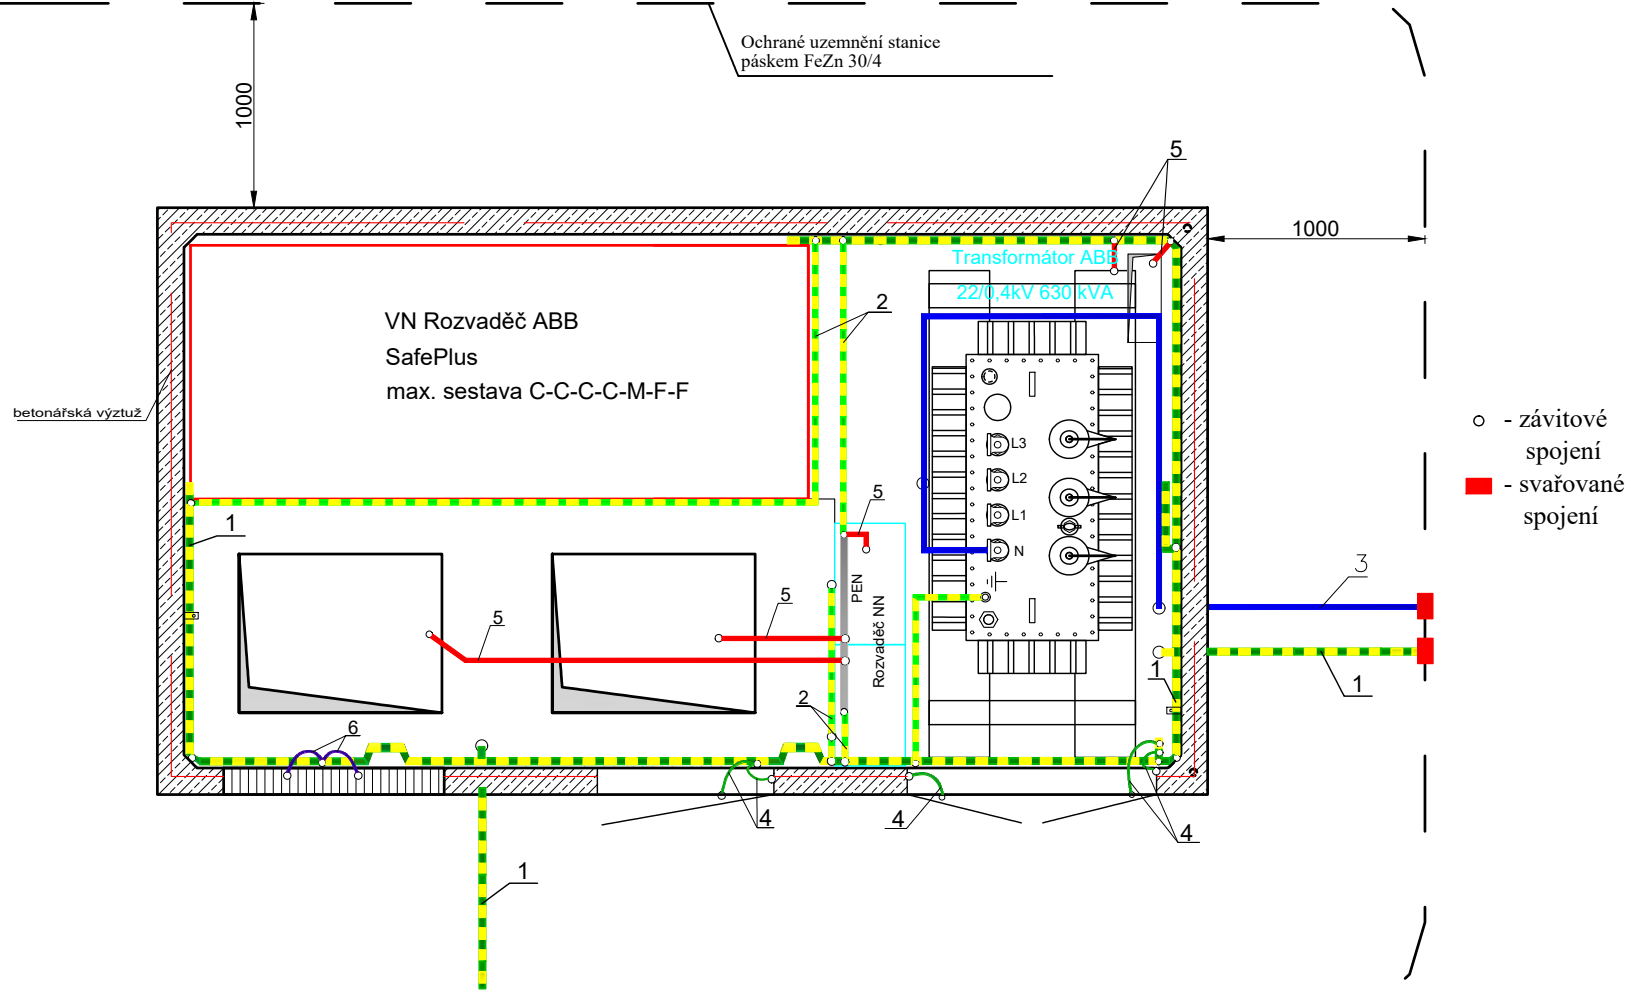 Ochrané uzemnění stanice
páskem FeZn 30/4
1000
5
1000
Transformátor ABB
22/0,4kV 630 kVA
VN Rozvaděč ABB
SafePlus
max. sestava C-C-C-C-M-F-F
2
betonářská výztuž
- závitové
spojení
- svařované
spojení
L3
L2
L1
N
1
5
PEN
Rozvaděč NN
3
5
5
1
1
2
6
4
4
4
1